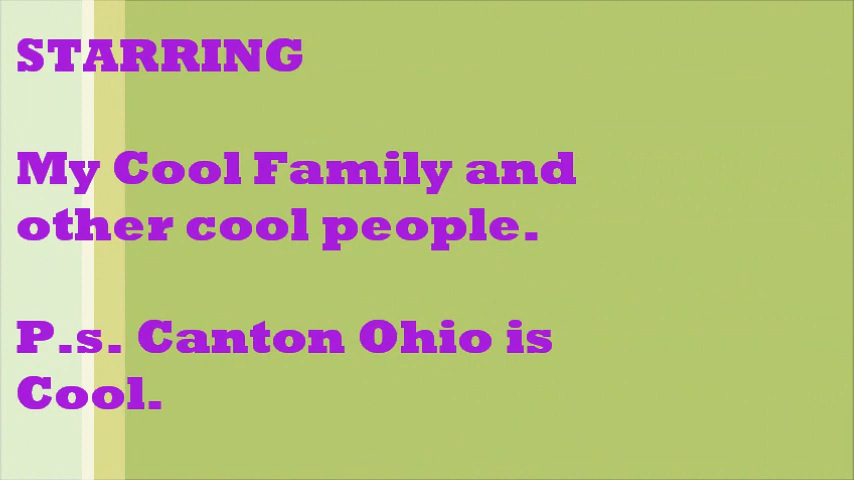 STARRING
My Cool Family and
other cool people.
P.s. Canton Ohio is
Cool.